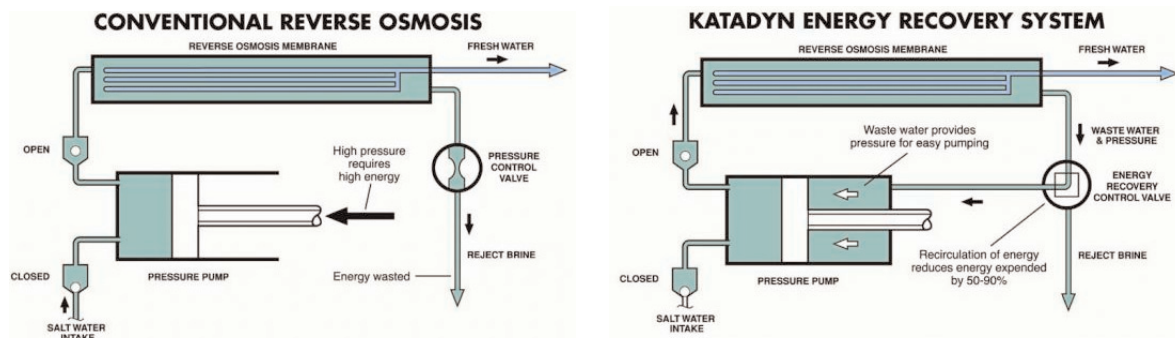 CONVENTIONAL REVERSE OSMOSIS
REVERSE OSMOSIS MEMBRANE
FRESH WATER
OPEN
High pressure
requires
high energy
PRESSURE
CONTROL
VALVE
CLOSED
PRESSURE PUMP
Energy wasted
REJECT BRINE
SALT WATER
INTAKE
KATADYN ENERGY RECOVERY SYSTEM
REVERSE OSMOSIS MEMBRANE
FRESH WATER
OPEN
Waste water provides
pressure for easy pumping
WASTE WATER
& PRESSURE
ENERGY
RECOVERY
CONTROL VALVE
CLOSED
PRESSURE PUMP
Recirculation of energy
reduces energy expended
by 50-90%
REJECT BRINE
SALT WATER
INTAKE